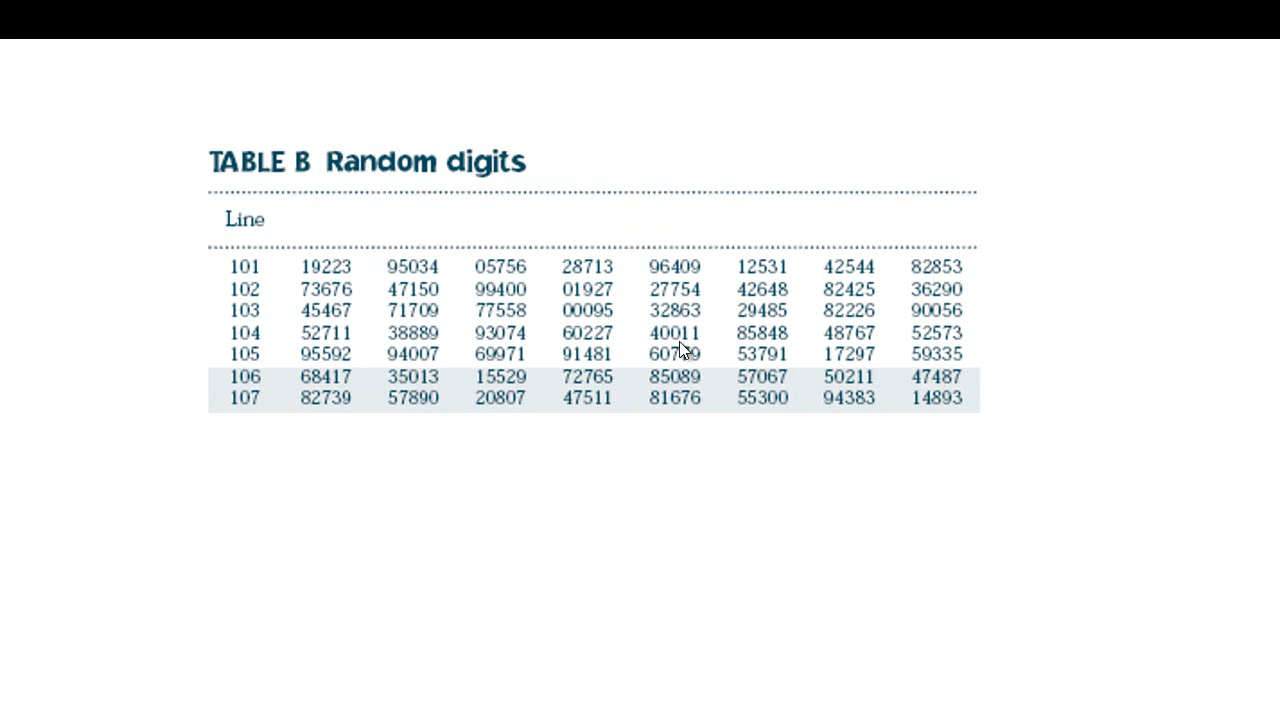 TABLE B Random digits
Line
101 19223 95034 05756 28713 96409 12531 42544 82853
102 73676 47150 99400 01927 27754 42648 82425 36290
103 45467 71709 77558 00095 32863 29485 82226 90056
104 52711 38889 93074 60227 40011 85848 48767 52573
105 95592 94007 69971 91481 53791 17297 59335
106 68417 35013 15529 72765 85089 57067 50211 47487
107 82739 57890 20807 47511 81676 55300 94383 14893